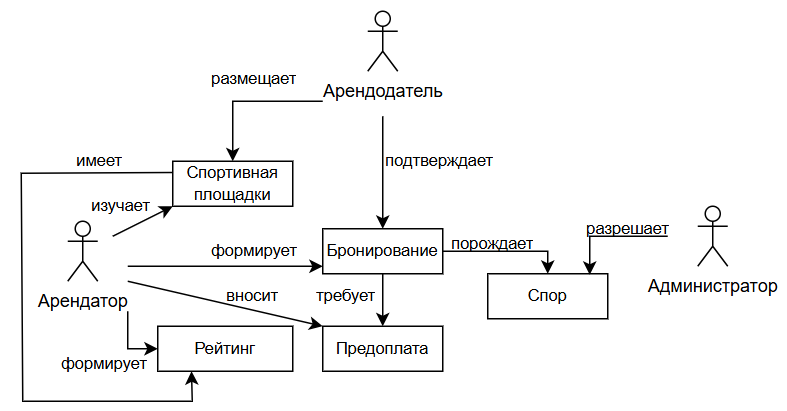 размещает
Арендодатель
имеет
подтверждает
Спортивная
площадки
изучает
формирует
Бронирование
порождает
разрешает
Арендатор
вносит
требует
Спор
Администратор
формирует
Рейтинг
Предоплата